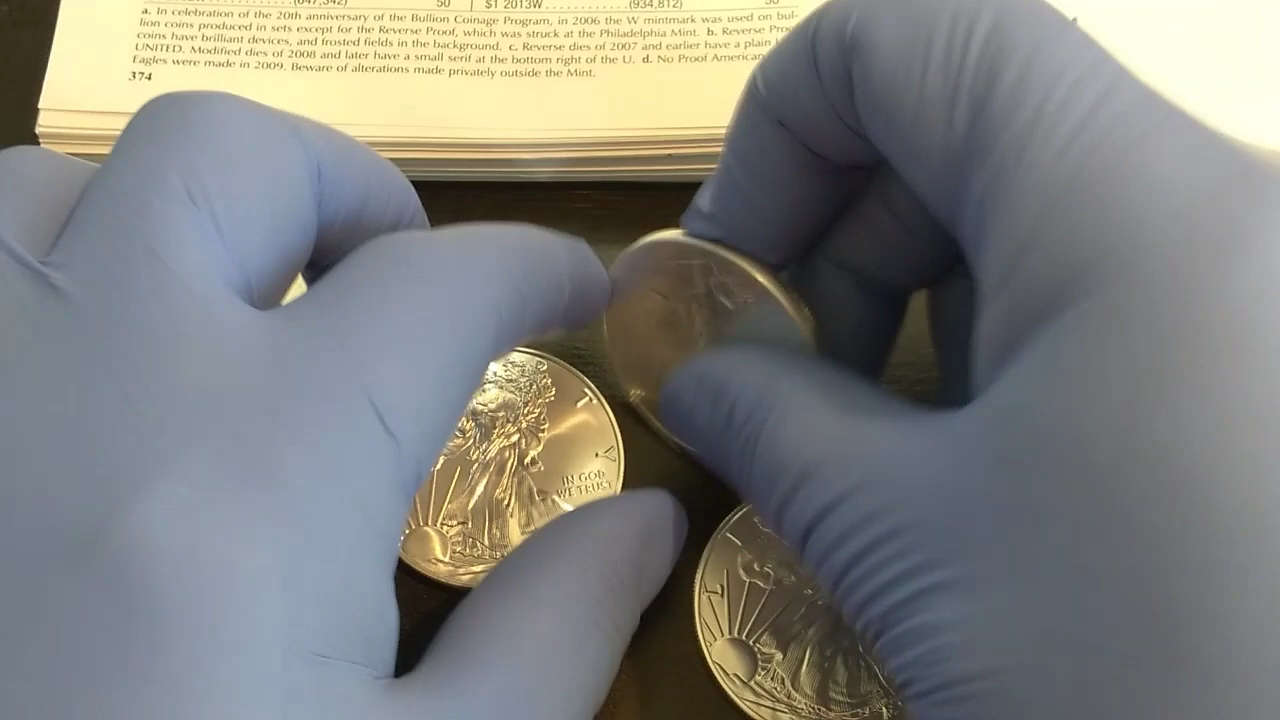 (647,342) 50 $1 2013W (934,812) 50
a. In celebration of the 20th anniversary of the Bullion Coinage Program, in 2006 the W mintmark was used on bul-
lion coins produced in sets except for the Reverse Proof, which was struck at the Philadelphia Mint. b. Reverse
coins have brilliant devices, and frosted fields in the background. c. Reverse dies of 2007 and earlier have a plain
UNITED. Modified dies of 2008 and later have a small serif at the bottom right of the U. d. No Proof American
Eagles were made in 2009. Beware of alterations made privately outside the Mint.
374
T
Y
IN GOD
WE TRUST
L